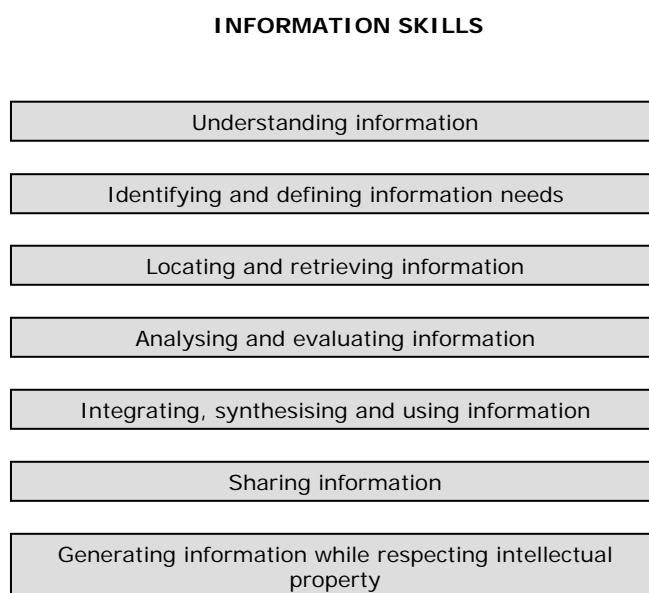 INFORMATION SKILLS
Understanding information
Identifying and defining information needs
Locating and retrieving information
Analysing and evaluating information
Integrating, synthesising and using information
Sharing information
Generating information while respecting intellectual
property